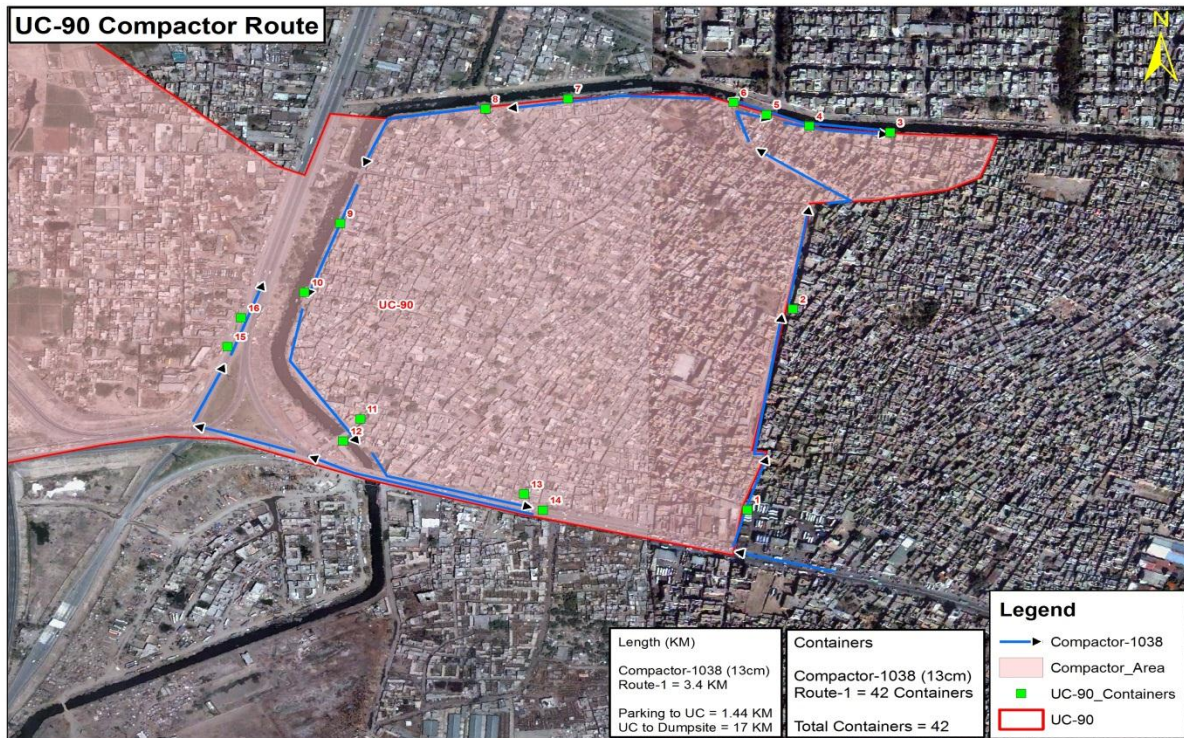 UC-90 Compactor Route
N
6
7
5
8
4
3
9
10
UC-90
2
16
15
11
12
13
14
1
Length (KM)
Compactor-1038 (13cm)
Route-1 = 3.4 KM
Parking to UC = 1.44 KM
UC to Dumpsite = 17 KM
Containers
Compactor-1038 (13cm)
Route-1 = 42 Containers
Total Containers = 42
Legend
Compactor-1038
Compactor_Area
UC-90_Containers
UC-90